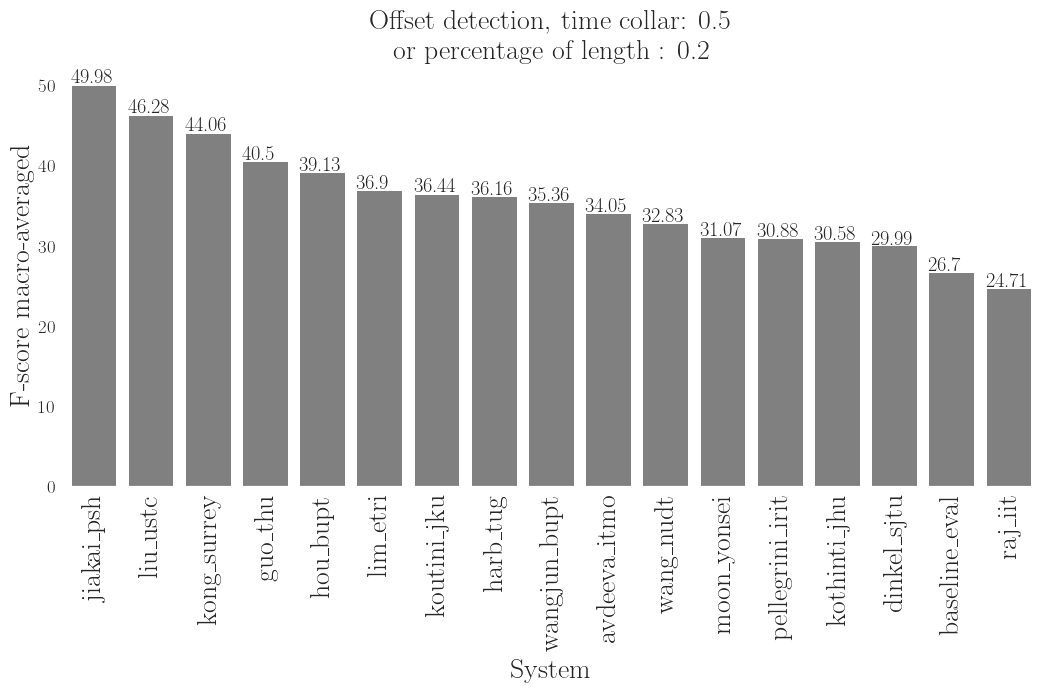 Offset detection, time collar: 0.5
or percentage of length : 0.2
F-score macro-averaged
50
40
30
20
10
0
49.98
46.28
44.06
40.5
39.13
36.9
36.44
36.16
35.36
34.05
32.83
31.07
30.88
30.58
29.99
26.7
24.71
jiakai_psh
liu_ustc
kong_surrey
guo_thu
hou_bupt
lim_etri
koutini_jku
harb_tug
wangjun_bupt
avdeeva_itmo
wang_nudt
moon_yonsei
pellegrini_irit
kothinti_jhu
dinkel_sjtu
baseline_eval
raj_iit
System